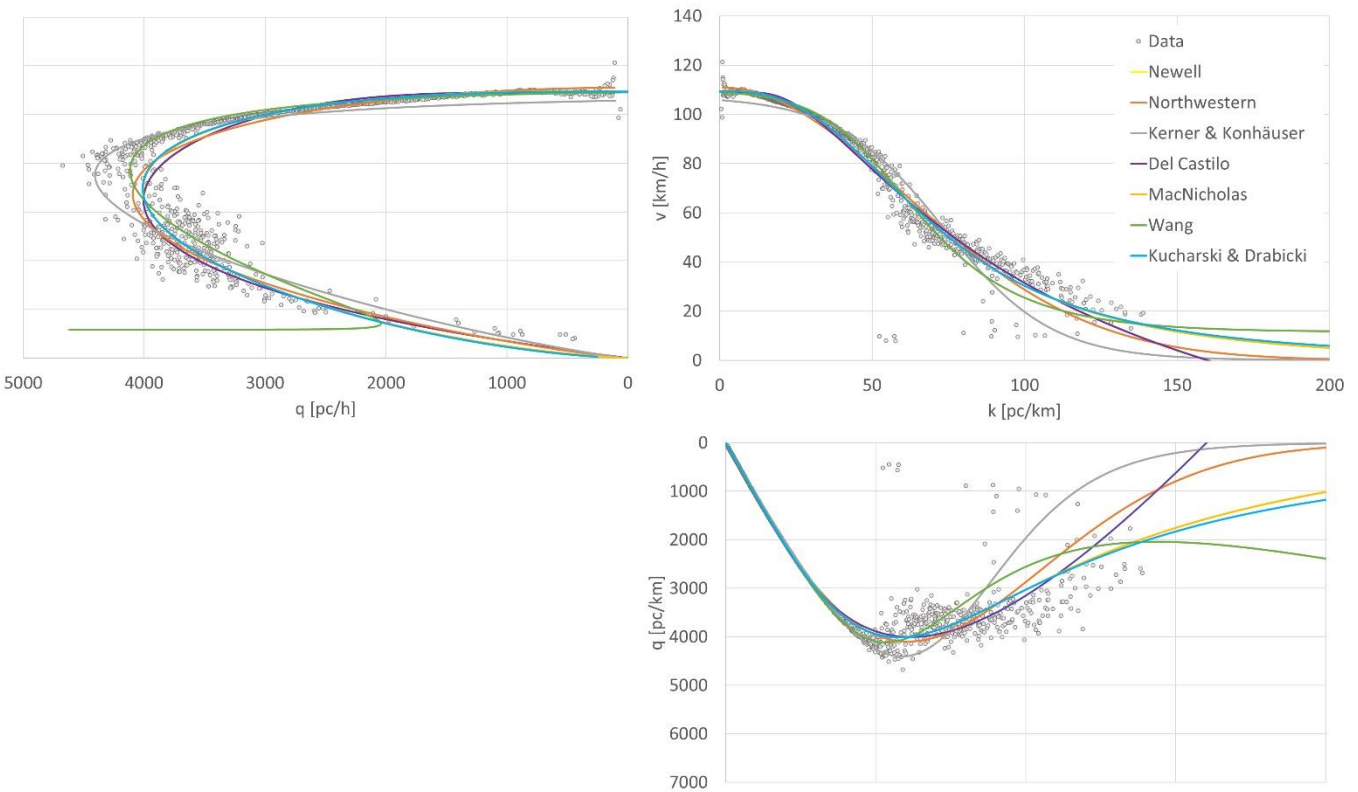 5000
4000
3000
2000
1000
0
q [pc/h]
140
120
100
80
60
40
20
0
v [km/h]
0
50
100
150
200
k [pc/km]
Data
Newell
Northwestern
Kerner & Konhäuser
Del Castilo
MacNicholas
Wang
Kucharski & Drabicki
0
1000
2000
3000
4000
5000
6000
7000
q [pc/km]